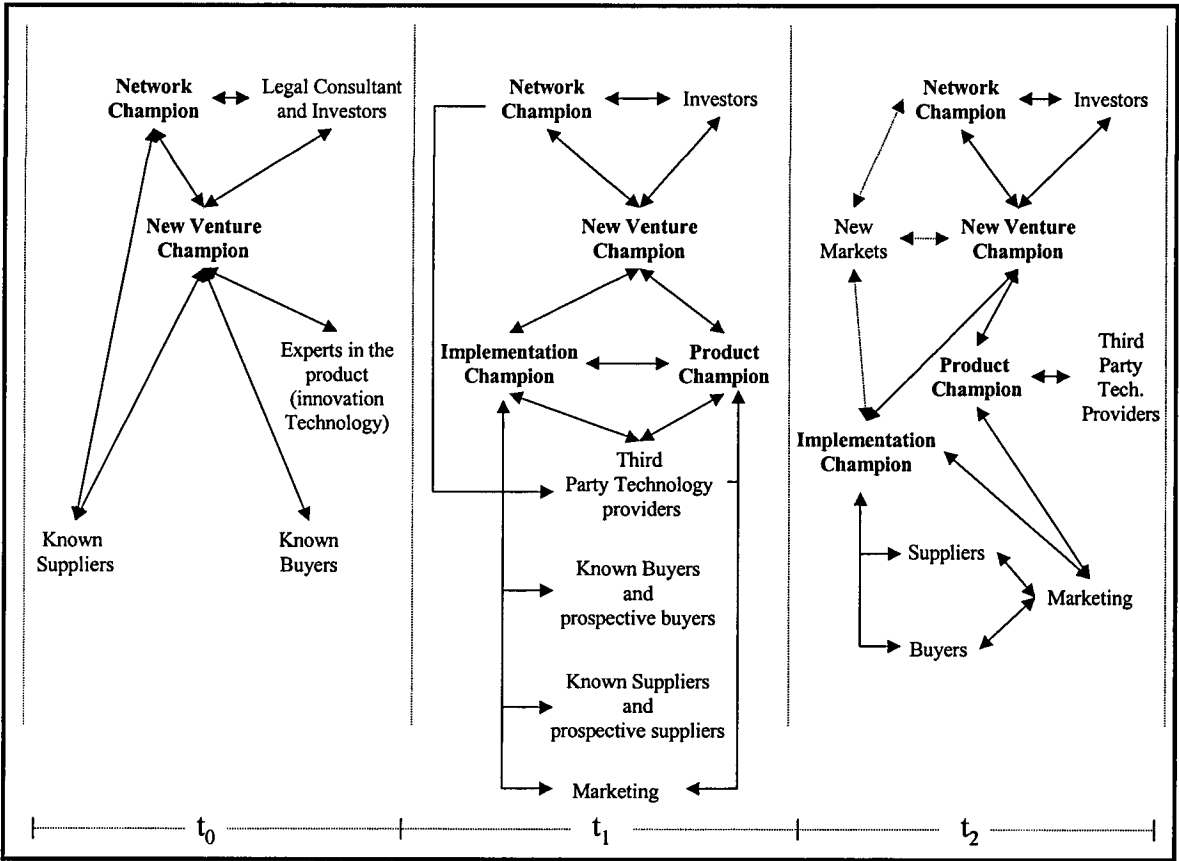 Network
Champion
Legal Consultant
and Investors
New Venture
Champion
Experts in the
product
(innovation
Technology)
Known
Suppliers
Known
Buyers
Network
Champion
Investors
New Venture
Champion
Implementation
Champion
Product
Champion
Third
Party Technology
providers
Known Buyers
and
prospective buyers
Known Suppliers
and
prospective suppliers
Marketing
Network
Champion
Investors
New
Markets
New Venture
Champion
Product
Champion
Third
Party
Tech.
Providers
Implementation
Champion
Suppliers
Marketing
Buyers
t0
t1
t2